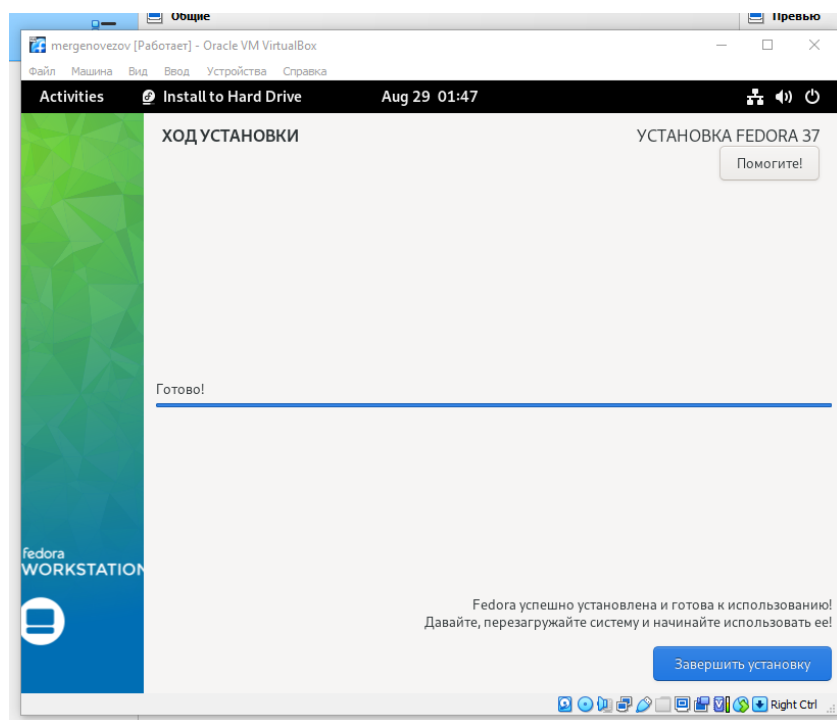 Общие
Превью
mergenovezov [Работает] - Oracle VM VirtualBox
Файл Машина Вид Ввод Устройства Справка
Activities Install to Hard Drive Aug 29 01:47
ХОД УСТАНОВКИ
УСТАНОВКА FEDORA 37
Помогите!
Готово!
fedora
WORKSTATION
Fedora успешно установлена и готова к использованию!
Давайте, перезагружайте систему и начинайте использовать ее!
Завершить установку
Right Ctrl